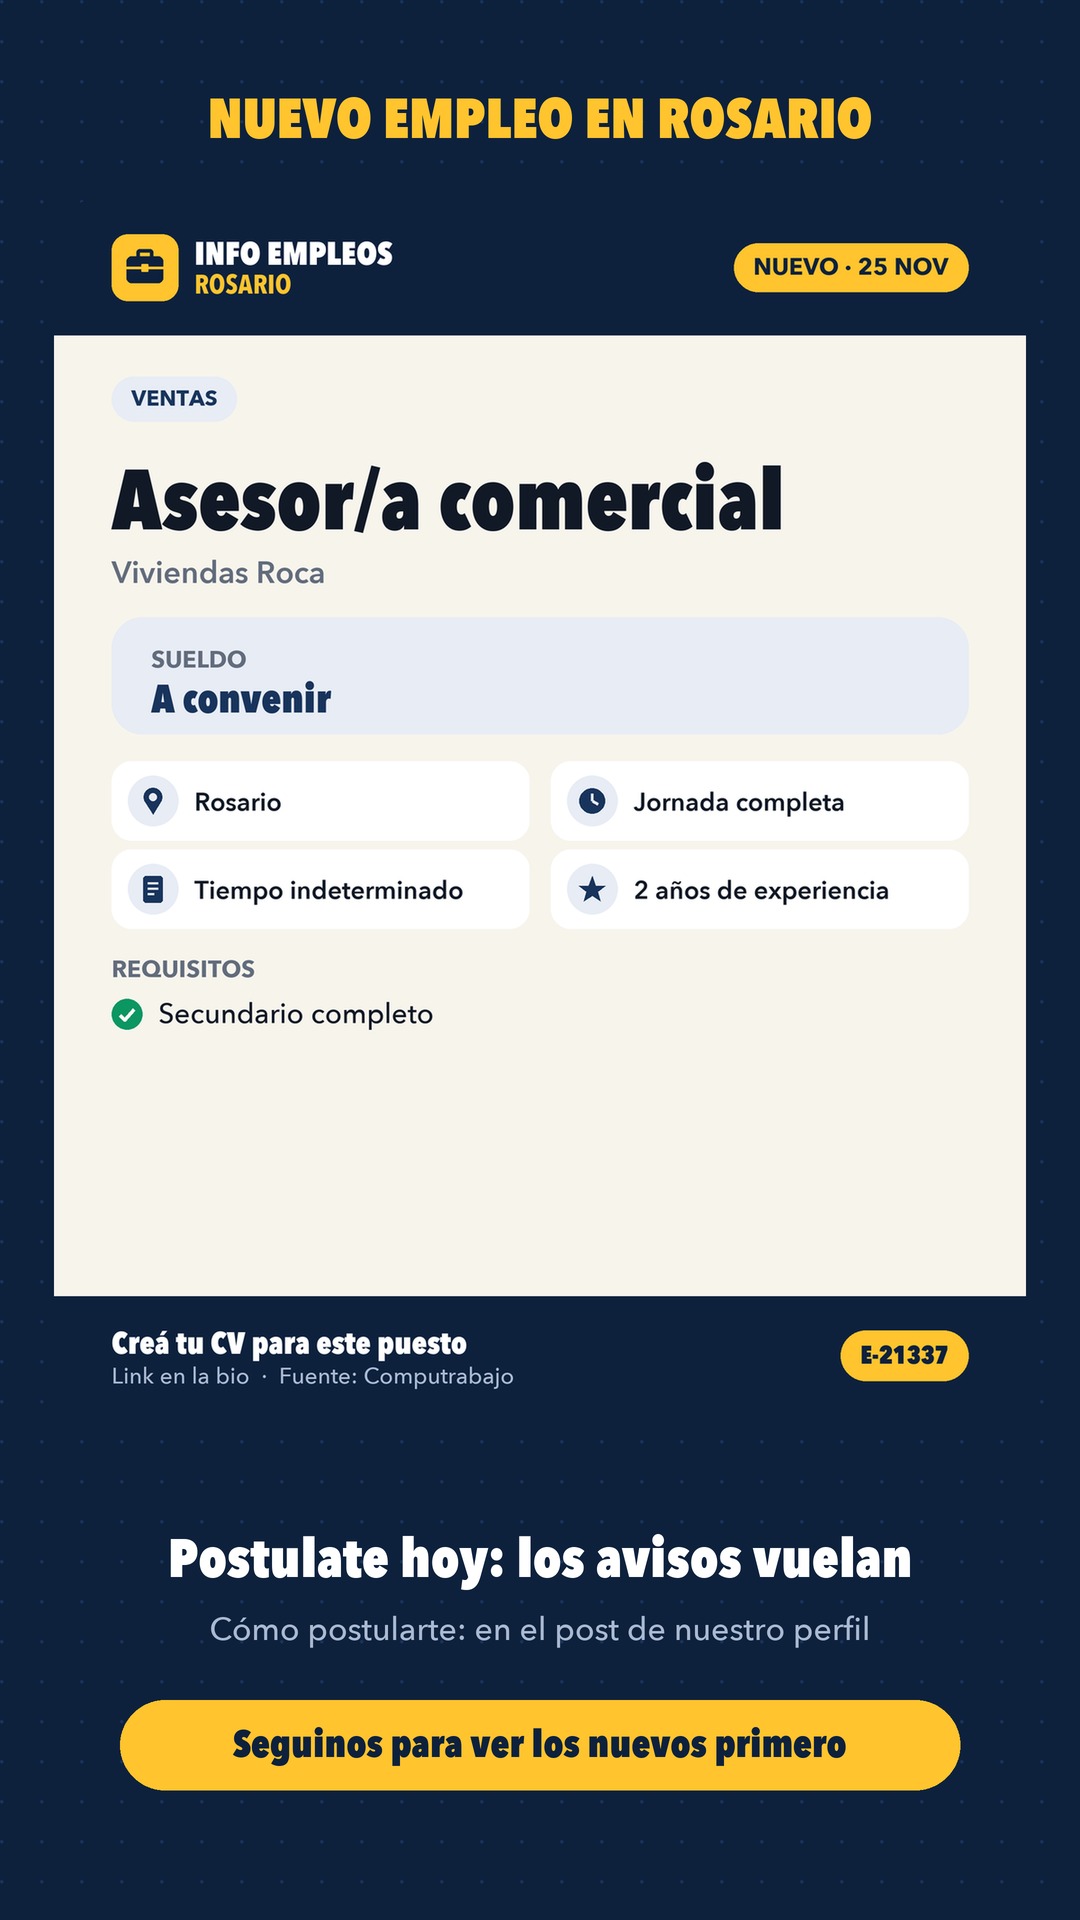 NUEVO EMPLEO EN ROSARIO
INFO EMPLEOS
ROSARIO
NUEVO · 25 NOV
VENTAS
Asesor/a comercial
Viviendas Roca
SUELDO
A convenir
Rosario
Jornada completa
Tiempo indeterminado
2 años de experiencia
REQUISITOS
Secundario completo
Creá tu CV para este puesto
Link en la bio · Fuente: Computrabajo
E-21337
Postulate hoy: los avisos vuelan
Cómo postularte: en el post de nuestro perfil
Seguinos para ver los nuevos primero